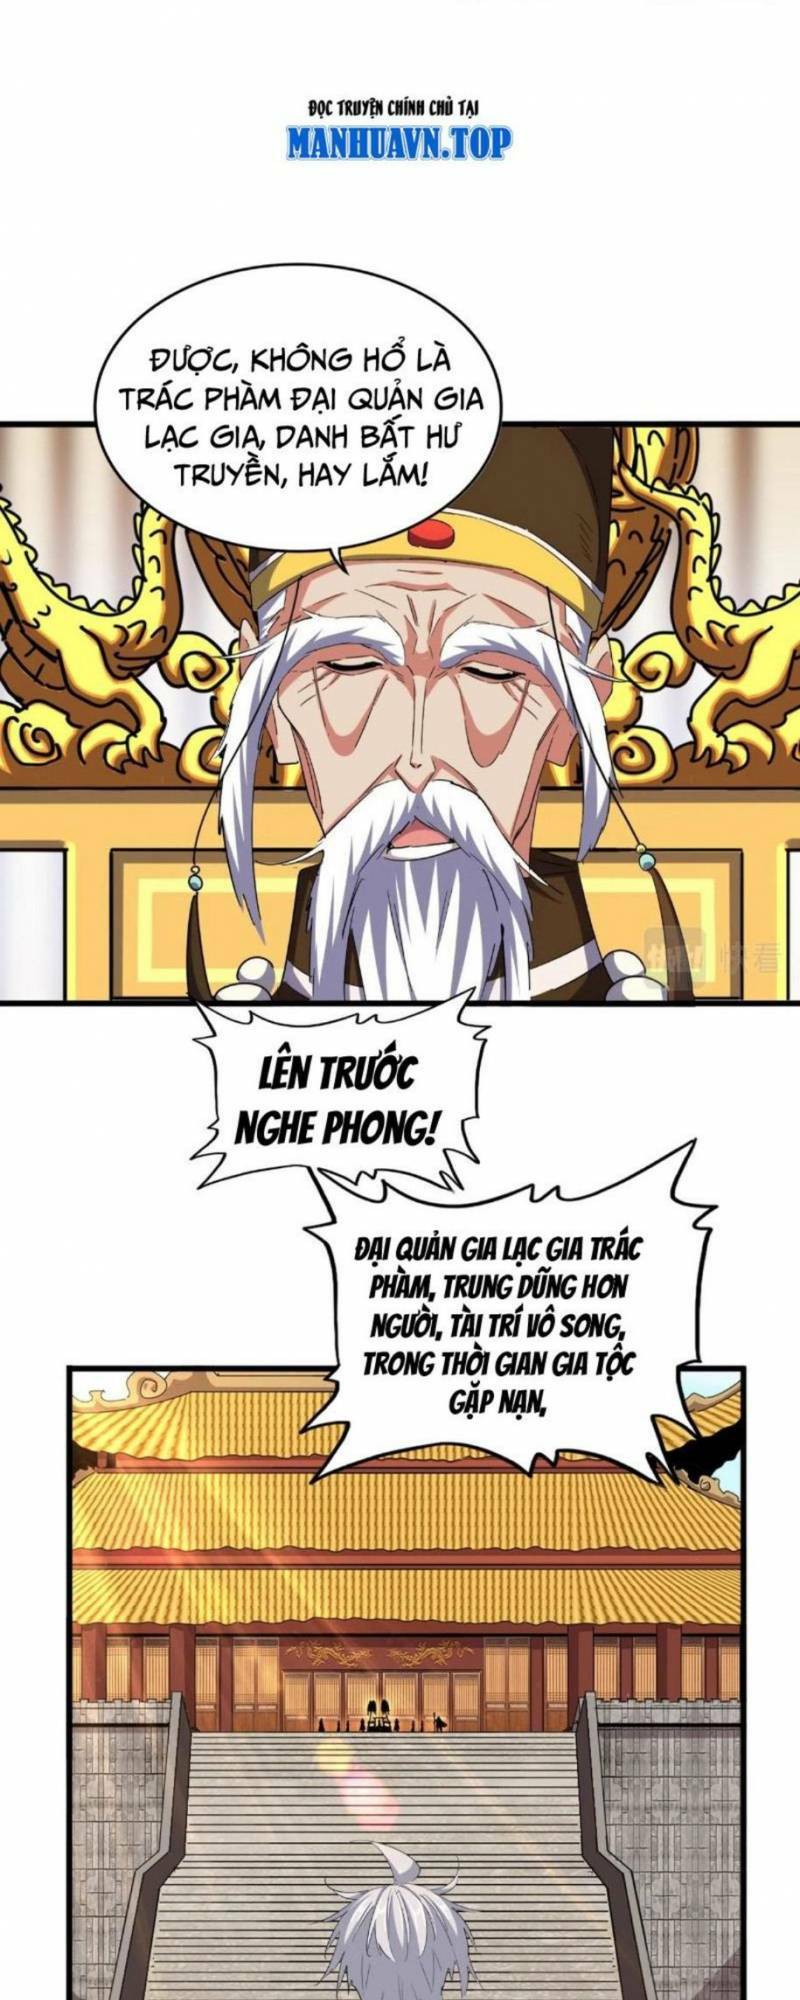 ĐỌC TRUYỆN CHÍNH CHỦ TẠI
MANHUAVN.TOP
ĐƯỢC, KHÔNG HỔ LÀ
TRÁC PHÀM ĐẠI QUẢN GIA
LẠC GIA, DANH BẤT HƯ
TRUYỀN, HAY LẮM!
快看
LÊN TRƯỚC
NGHE PHONG!
ĐẠI QUẢN GIA LẠC GIA TRÁC
PHÀM, TRUNG DŨNG HƠN
NGƯỜI, TÀI TRÍ VÔ SONG,
TRONG THỜI GIAN GIA TỘC
GẶP NẠN,